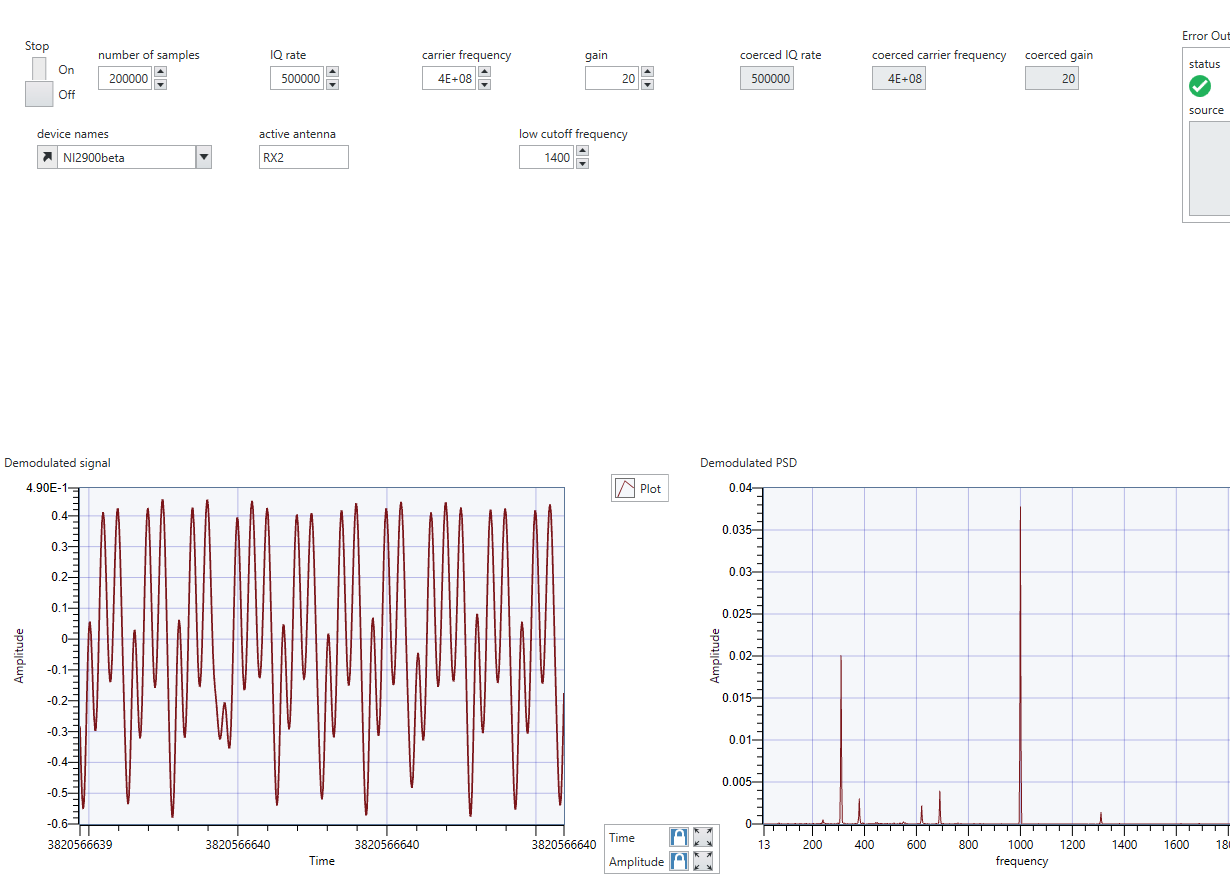 Error Out
Stop
number of samples
IQ rate
carrier frequency
gain
coerced IQ rate
coerced carrier frequency
coerced gain
status
On
200000
500000
4E+08
20
500000
4E+08
20
Off
source
device names
active antenna
low cutoff frequency
NI2900beta
RX2
1400
Demodulated signal
Demodulated PSD
4.90E-1
0.4
0.3
0.2
0.1
0
-0.1
-0.2
-0.3
-0.4
-0.5
-0.6
Amplitude
3820566639
3820566640
3820566640
3820566640
Time
Plot
Time
Amplitude
0.04
0.035
0.03
0.025
0.02
0.015
0.01
0.005
0
Amplitude
13
200
400
600
800
1000
1200
1400
1600
frequency